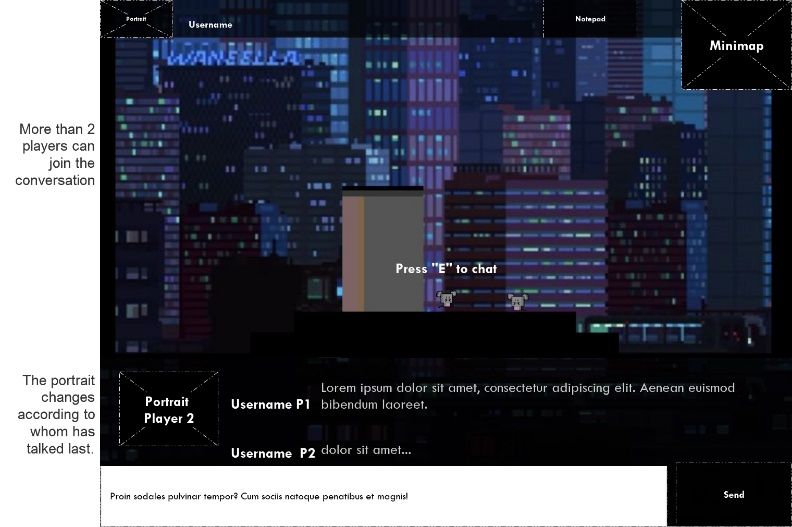 Portrait
Username
Notepad
Minimap
WANEELLA
More than 2
players can
join the
conversation
Press "E" to chat
The portrait
changes
according to
whom has
talked last.
Portrait
Player 2
Username P1
Lorem ipsum dolor sit amet, consectetur adipiscing elit. Aenean euismod
bibendum laoreet.
Username P2
dolor sit amet...
Proin sodales pulvinar tempor? Cum sociis natoque penatibus et magnis!
Send